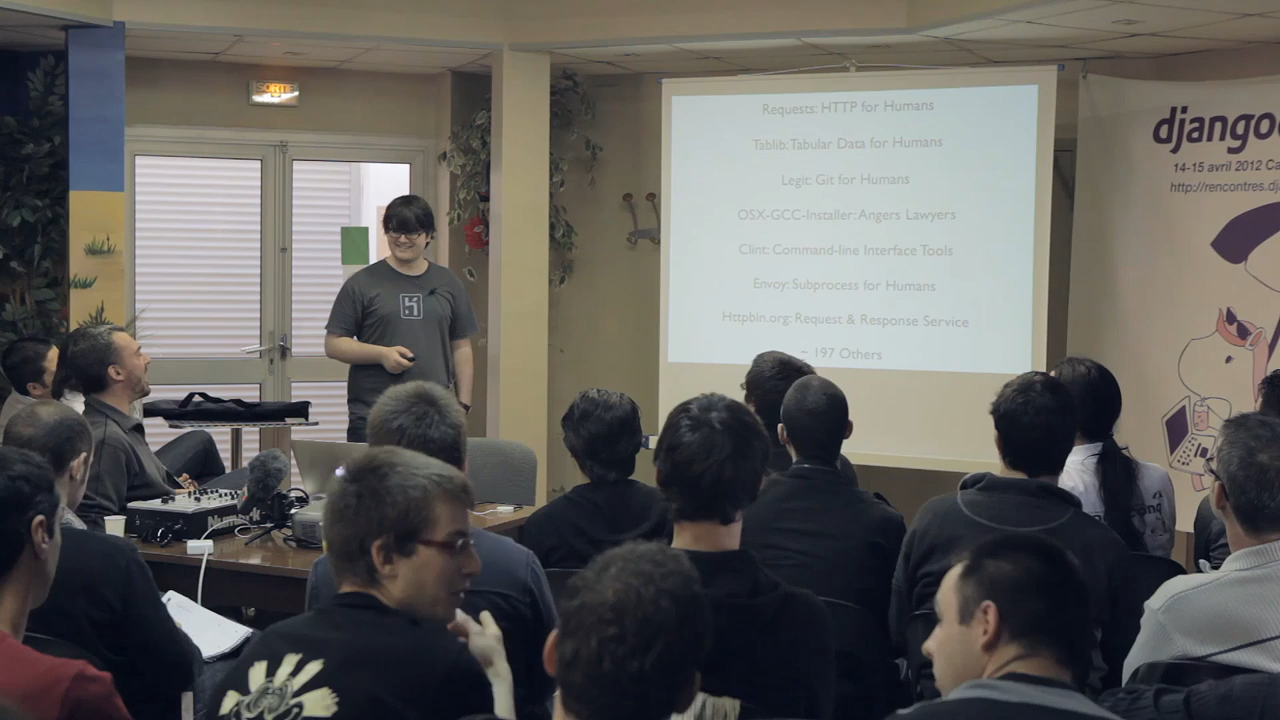 SORTIE
Requests: HTTP for Humans
Tablib: Tabular Data for Humans
Legit: Git for Humans
OSX-GCC-Installer: Angers Lawyers
Clint: Command-line Interface Tools
Envoy: Subprocess for Humans
Httpbin.org: Request & Response Service
~ 197 Others
django
14-15 avril 2012
http://rencontres.dj
Numark